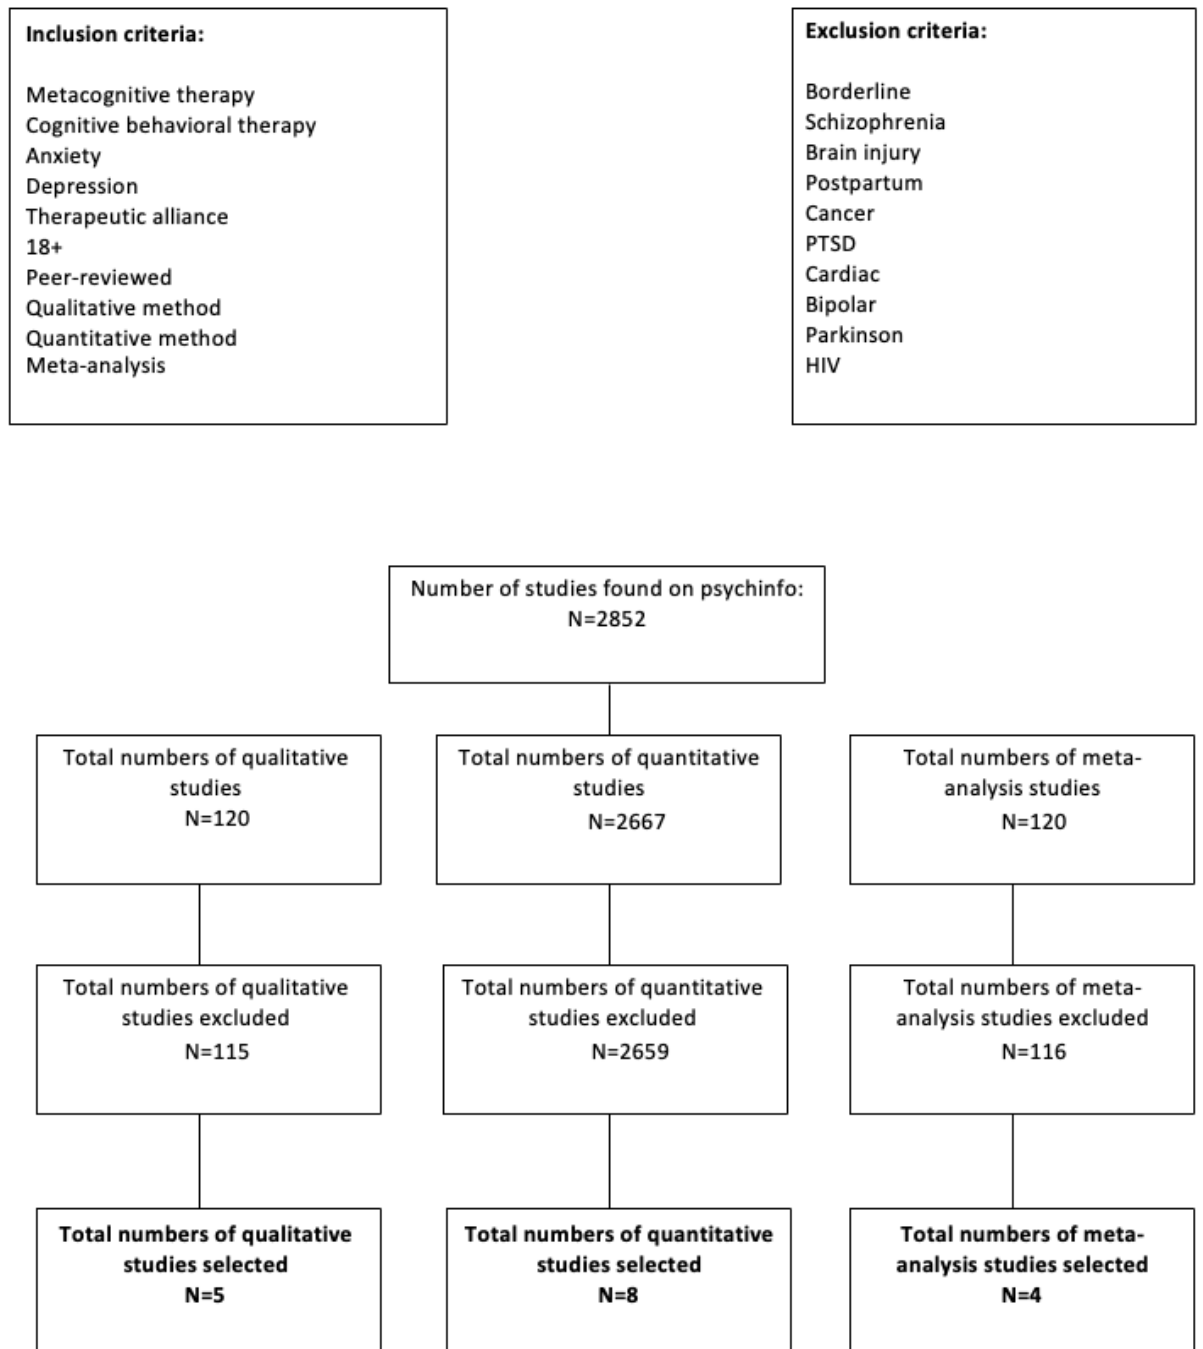 Inclusion criteria:
Metacognitive therapy
Cognitive behavioral therapy
Anxiety
Depression
Therapeutic alliance
18+
Peer-reviewed
Qualitative method
Quantitative method
Meta-analysis
Exclusion criteria:
Borderline
Schizophrenia
Brain injury
Postpartum
Cancer
PTSD
Cardiac
Bipolar
Parkinson
HIV
Number of studies found on psychinfo:
N=2852
Total numbers of qualitative
studies
N=120
Total numbers of quantitative
studies
N=2667
Total numbers of meta-
analysis studies
N=120
Total numbers of qualitative
studies excluded
N=115
Total numbers of quantitative
studies excluded
N=2659
Total numbers of meta-
analysis studies excluded
N=116
Total numbers of qualitative
studies selected
N=5
Total numbers of quantitative
studies selected
N=8
Total numbers of meta-
analysis studies selected
N=4